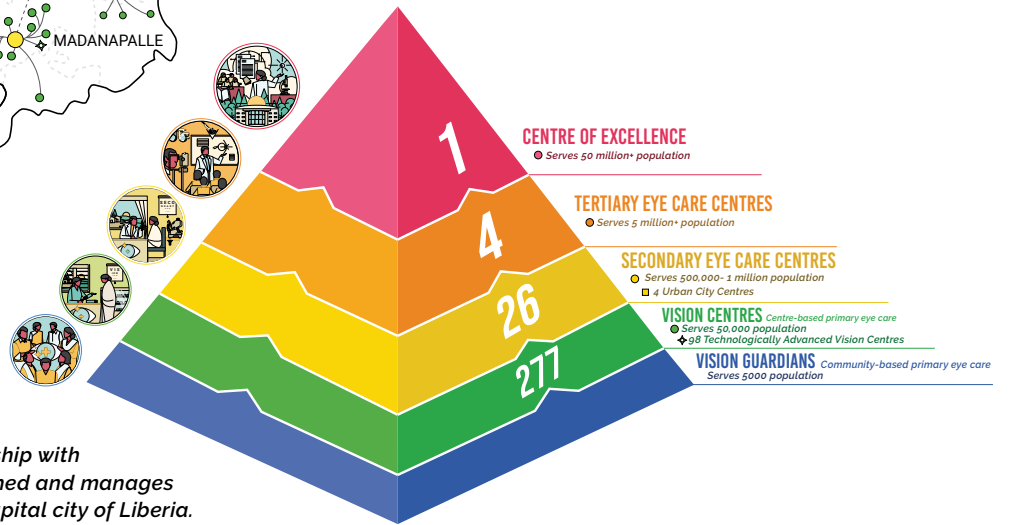 MADANAPALLE
1
CENTRE OF EXCELLENCE
Serves 50 million+ population
4
TERTIARY EYE CARE CENTRES
Serves 5 million+ population
26
SECONDARY EYE CARE CENTRES
Serves 500,000- 1 million population
4 Urban City Centres
277
VISION CENTRES Centre-based primary eye care
Serves 50,000 population
98 Technologically Advanced Vision Centres
VISION GUARDIANS Community-based primary eye care
Serves 5000 population
ship with
ned and manages
pital city of Liberia.